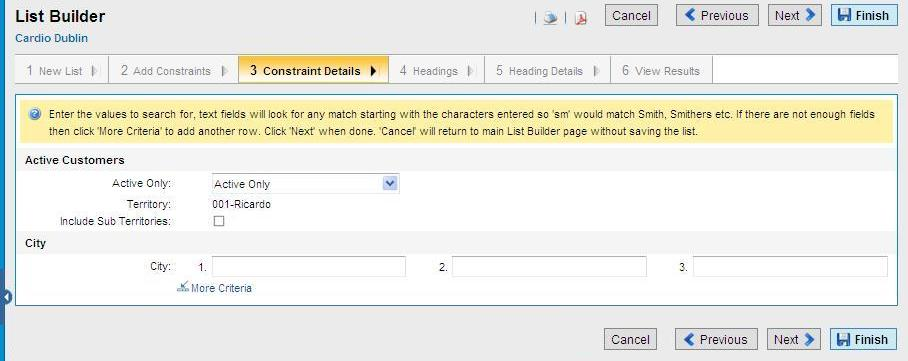 List Builder
Cancel Previous Next Finish
Cardio Dublin
1 New List 2 Add Constraints 3 Constraint Details 4 Headings 5 Heading Details 6 View Results
Enter the values to search for, text fields will look for any match starting with the characters entered so 'sm' would match Smith, Smithers etc. If there are not enough fields
then click 'More Criteria' to add another row. Click 'Next' when done. 'Cancel' will return to main List Builder page without saving the list.
Active Customers
Active Only: Active Only
Territory: 001-Ricardo
Include Sub Territories:
City
City: 1. 2. 3.
More Criteria
Cancel Previous Next Finish